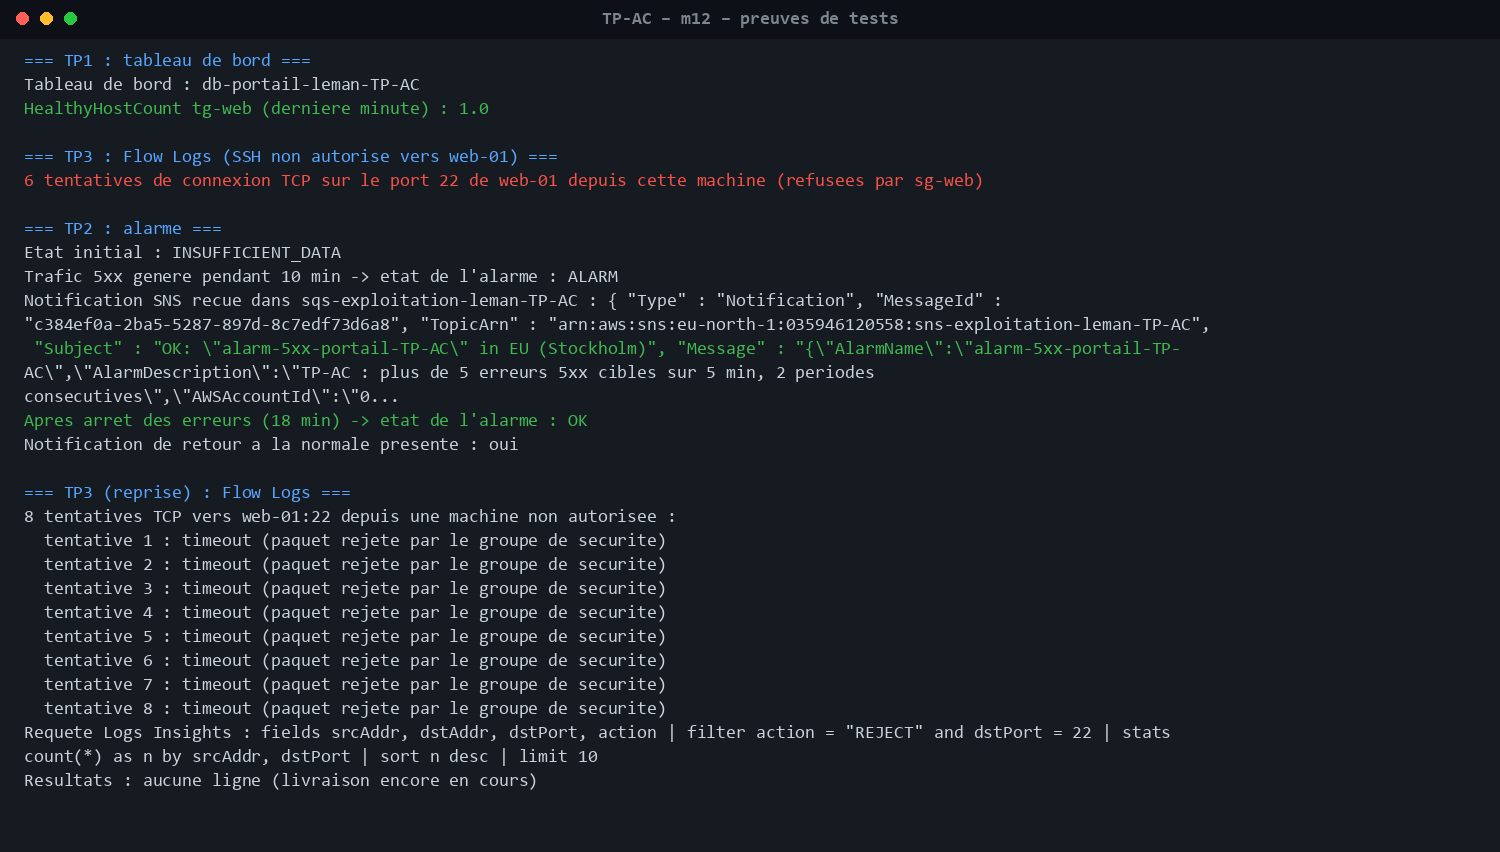 TP-AC – m12 – preuves de tests
=== TP1 : tableau de bord ===
Tableau de bord : db-portail-leman-TP-AC
HealthyHostCount tg-web (derniere minute) : 1.0
=== TP3 : Flow Logs (SSH non autorise vers web-01) ===
6 tentatives de connexion TCP sur le port 22 de web-01 depuis cette machine (refusees par sg-web)
=== TP2 : alarme ===
Etat initial : INSUFFICIENT_DATA
Trafic 5xx genere pendant 10 min -> etat de l'alarme : ALARM
Notification SNS recue dans sqs-exploitation-leman-TP-AC : { "Type" : "Notification", "MessageId" :
"c384ef0a-2ba5-5287-897d-8c7edf73d6a8", "TopicArn" : "arn:aws:sns:eu-north-1:035946120558:sns-exploitation-leman-TP-AC",
"Subject" : "OK: \"alarm-5xx-portail-TP-AC\" in EU (Stockholm)", "Message" : "{\"AlarmName\":\"alarm-5xx-portail-TP-
AC\",\"AlarmDescription\":\"TP-AC : plus de 5 erreurs 5xx cibles sur 5 min, 2 periodes
consecutives\",\"AWSAccountId\":\"0...
Apres arret des erreurs (18 min) -> etat de l'alarme : OK
Notification de retour a la normale presente : oui
=== TP3 (reprise) : Flow Logs ===
8 tentatives TCP vers web-01:22 depuis une machine non autorisee :
tentative 1 : timeout (paquet rejete par le groupe de securite)
tentative 2 : timeout (paquet rejete par le groupe de securite)
tentative 3 : timeout (paquet rejete par le groupe de securite)
tentative 4 : timeout (paquet rejete par le groupe de securite)
tentative 5 : timeout (paquet rejete par le groupe de securite)
tentative 6 : timeout (paquet rejete par le groupe de securite)
tentative 7 : timeout (paquet rejete par le groupe de securite)
tentative 8 : timeout (paquet rejete par le groupe de securite)
Requete Logs Insights : fields srcAddr, dstAddr, dstPort, action | filter action = "REJECT" and dstPort = 22 | stats
count(*) as n by srcAddr, dstPort | sort n desc | limit 10
Resultats : aucune ligne (livraison encore en cours)